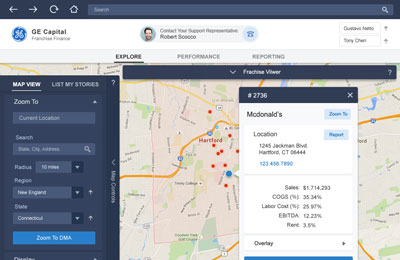 Search
GE Capital
Franchise Finance
Contact Your Support Representative
Robert Scocco
Gustavo Netto
Tony Cheri
EXPLORE
PERFORMANCE
REPORTING
MAP VIEW
LIST MY STORIES
?
Frachise Viiwer
?
Zoom To
Current Location
Search
State, City, Address
Radius
10 miles
Region
New England
State
Connecticut
Zoom To DMA
Map Controls
Hartford
Trinity College
# 2736
Mcdonald's
Zoom To
Location
Report
1245 Jackman Blvd.
Hartford, CT 06444
123.456.7890
Sales: $1,714,293
COGS (%): 35.34%
Labor Cost (%): 25.97%
EBITDA: 12.23%
Rent: 3.5%
Overlay